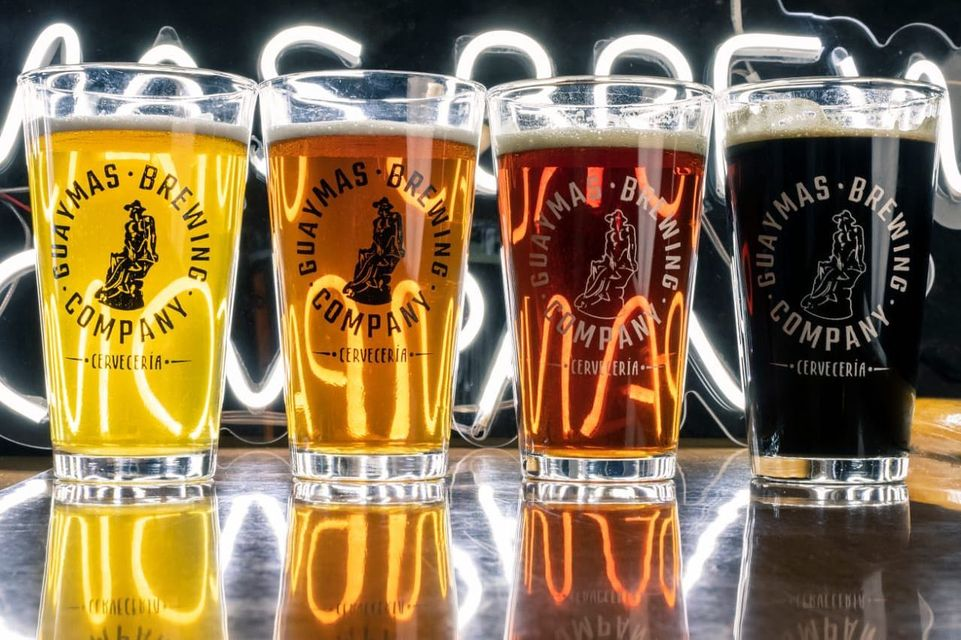 GUAYMAS · BREWING
· COMPANY ·
CERVECERÍA
GUAYMAS · BREWING
· COMPANY ·
CERVECERÍA
GUAYMAS · BREWING
· COMPANY ·
CERVECERÍA
GUAYMAS · BREWING
· COMPANY ·
CERVECERÍA